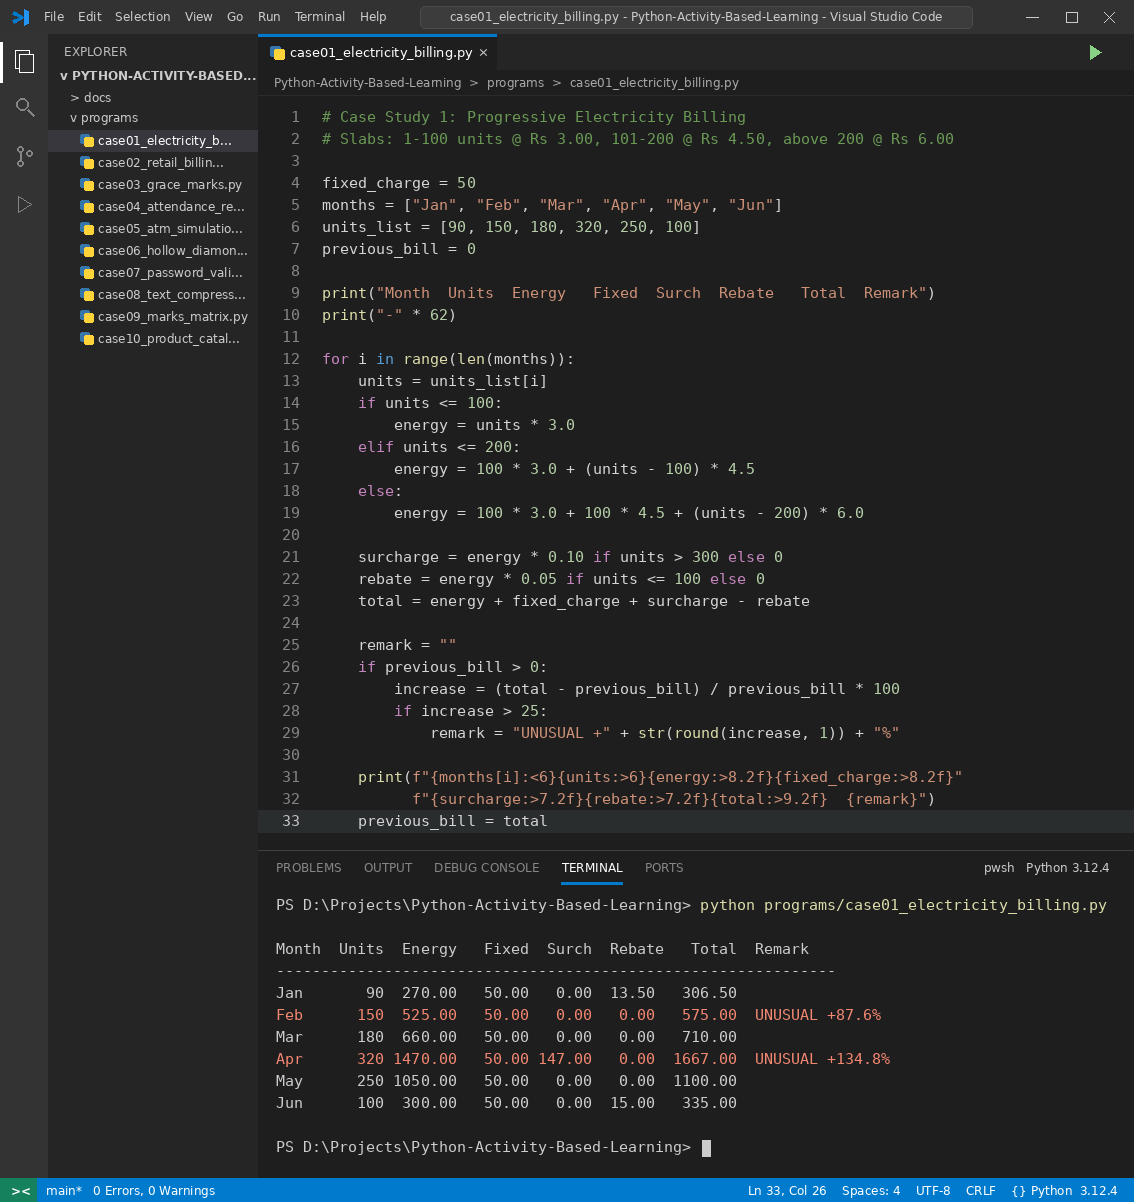 File Edit Selection View Go Run Terminal Help case01_electricity_billing.py - Python-Activity-Based-Learning - Visual Studio Code
EXPLORER
v PYTHON-ACTIVITY-BASED...
> docs
v programs
case01_electricity_b...
case02_retail_billin...
case03_grace_marks.py
case04_attendance_re...
case05_atm_simulatio...
case06_hollow_diamon...
case07_password_vali...
case08_text_compress...
case09_marks_matrix.py
case10_product_catal...
case01_electricity_billing.py ×
Python-Activity-Based-Learning > programs > case01_electricity_billing.py
1 # Case Study 1: Progressive Electricity Billing
2 # Slabs: 1-100 units @ Rs 3.00, 101-200 @ Rs 4.50, above 200 @ Rs 6.00
3
4 fixed_charge = 50
5 months = ["Jan", "Feb", "Mar", "Apr", "May", "Jun"]
6 units_list = [90, 150, 180, 320, 250, 100]
7 previous_bill = 0
8
9 print("Month  Units  Energy   Fixed  Surch  Rebate   Total  Remark")
10 print("-" * 62)
11
12 for i in range(len(months)):
13     units = units_list[i]
14     if units <= 100:
15         energy = units * 3.0
16     elif units <= 200:
17         energy = 100 * 3.0 + (units - 100) * 4.5
18     else:
19         energy = 100 * 3.0 + 100 * 4.5 + (units - 200) * 6.0
20
21     surcharge = energy * 0.10 if units > 300 else 0
22     rebate = energy * 0.05 if units <= 100 else 0
23     total = energy + fixed_charge + surcharge - rebate
24
25     remark = ""
26     if previous_bill > 0:
27         increase = (total - previous_bill) / previous_bill * 100
28         if increase > 25:
29             remark = "UNUSUAL +" + str(round(increase, 1)) + "%"
30
31     print(f"{months[i]:<6}{units:>6}{energy:>8.2f}{fixed_charge:>8.2f}"
32           f"{surcharge:>7.2f}{rebate:>7.2f}{total:>9.2f}  {remark}")
33     previous_bill = total
PROBLEMS OUTPUT DEBUG CONSOLE TERMINAL PORTS pwsh Python 3.12.4
PS D:\Projects\Python-Activity-Based-Learning> python programs/case01_electricity_billing.py
Month  Units  Energy   Fixed  Surch  Rebate   Total  Remark
--------------------------------------------------------------
Jan       90  270.00   50.00   0.00  13.50   306.50
Feb      150  525.00   50.00   0.00   0.00   575.00  UNUSUAL +87.6%
Mar      180  660.00   50.00   0.00   0.00   710.00
Apr      320 1470.00   50.00 147.00   0.00  1667.00  UNUSUAL +134.8%
May      250 1050.00   50.00   0.00   0.00  1100.00
Jun      100  300.00   50.00   0.00  15.00   335.00
PS D:\Projects\Python-Activity-Based-Learning>
>< main* 0 Errors, 0 Warnings Ln 33, Col 26 Spaces: 4 UTF-8 CRLF {} Python 3.12.4